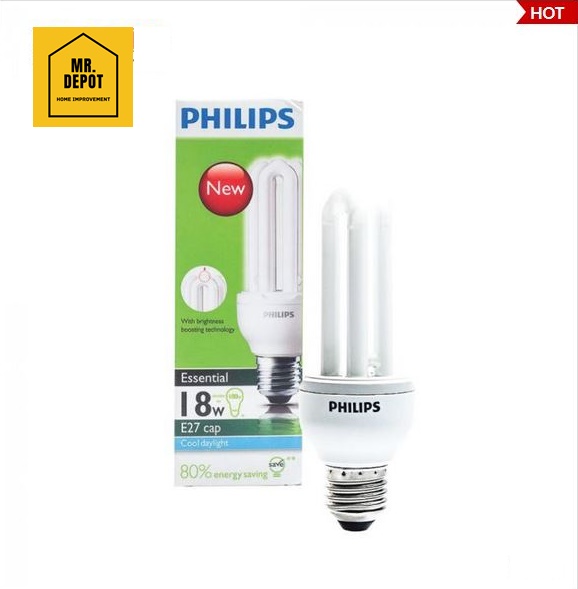 HOT
MR.
DEPOT
HOME IMPROVEMENT
PHILIPS
New
PHILIPS
With brightness
boosting technology
Essential
18w
E27 cap
Cool daylight
80% energy saving
save
PHILIPS